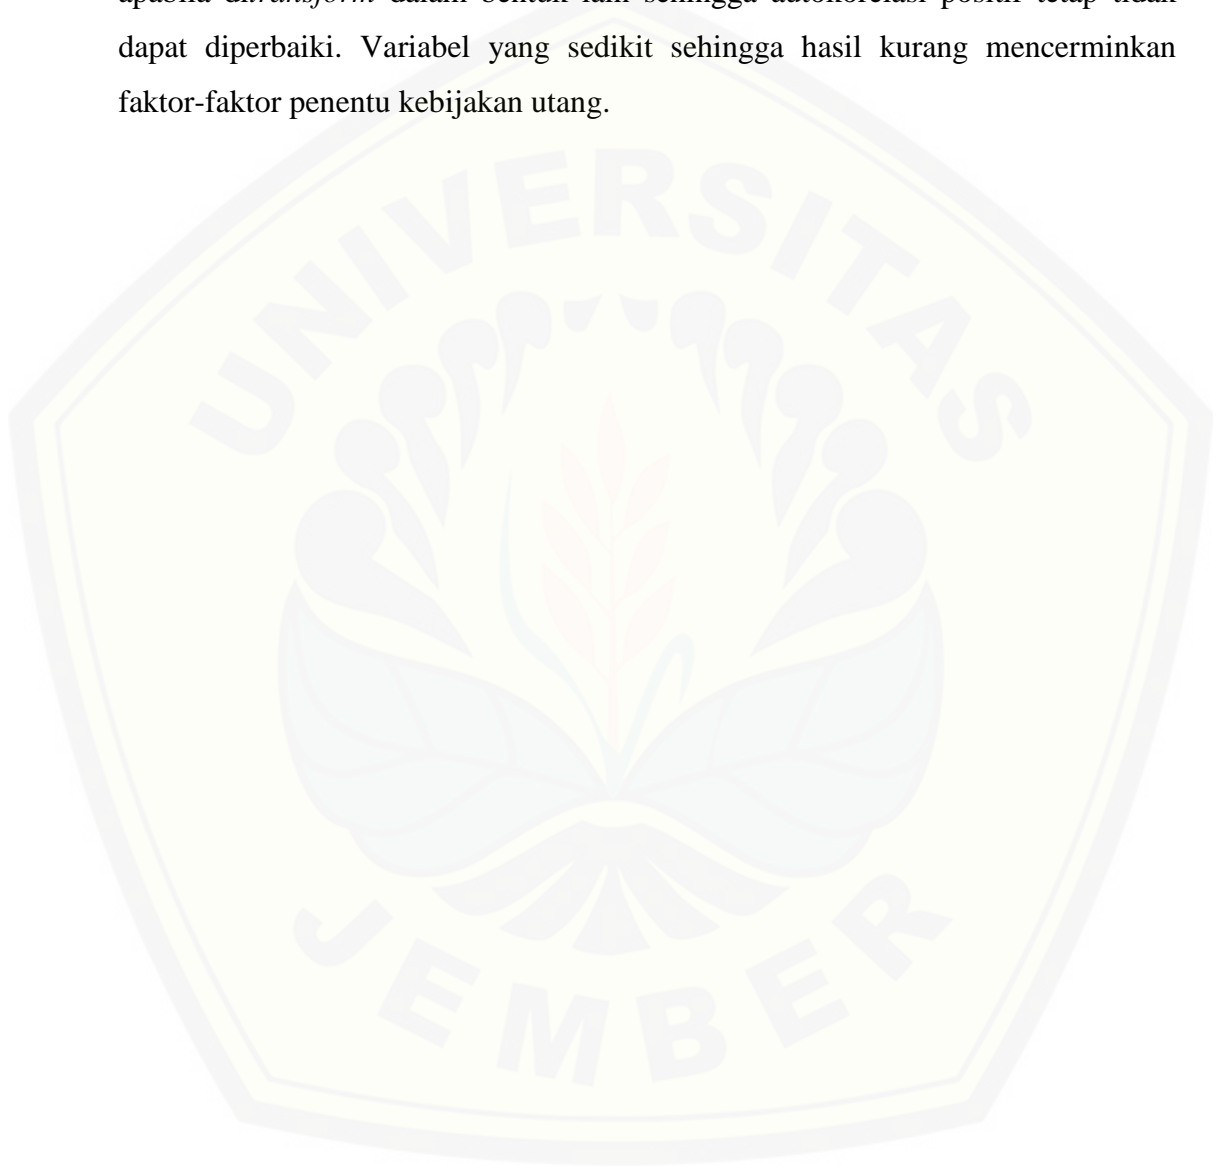 apabila ditransform dalam bentuk lain sehingga autokorelasi positif tetap tidak
dapat diperbaiki. Variabel yang sedikit sehingga hasil kurang mencerminkan
faktor-faktor penentu kebijakan utang.
UNIVERSITAS
JEMBER